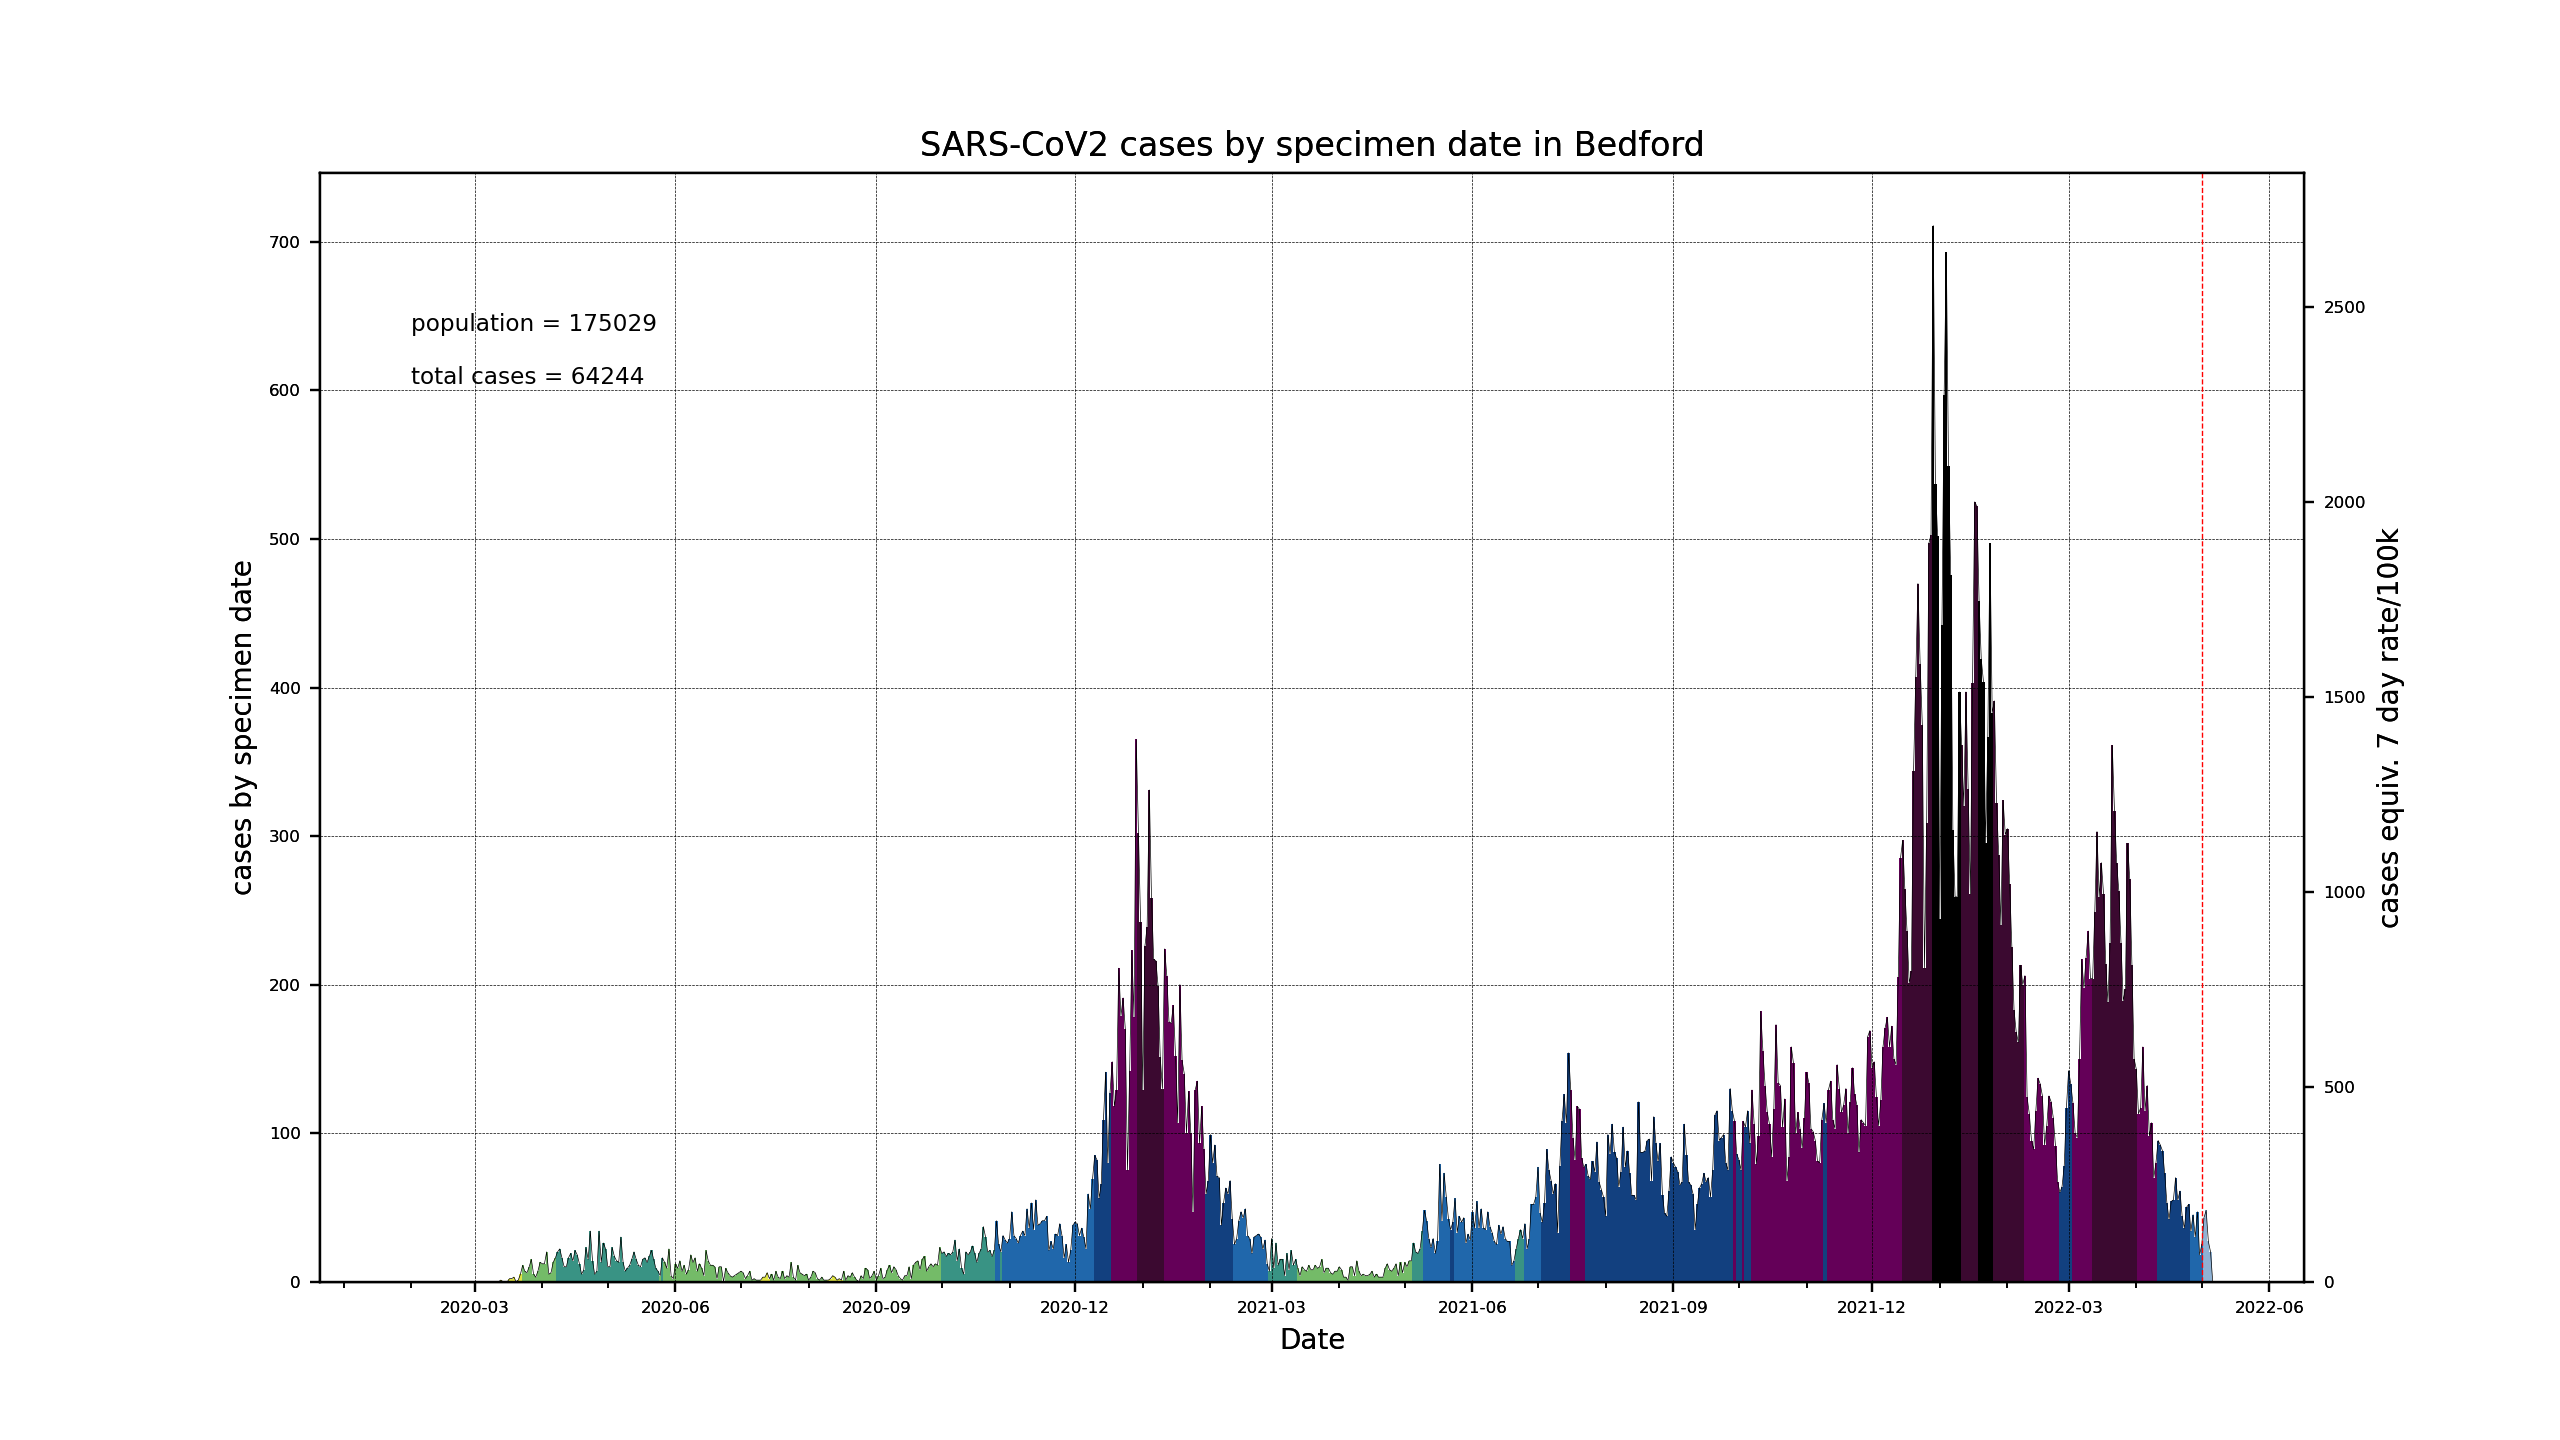 SARS-CoV2 cases by specimen date in Bedford
population = 175029
total cases = 64244
cases by specimen date
700
600
500
400
300
200
100
0
2500
2000
1500
1000
500
0
cases equiv. 7 day rate/100k
2020-03 2020-06 2020-09 2020-12 2021-03 2021-06 2021-09 2021-12 2022-03 2022-06
Date